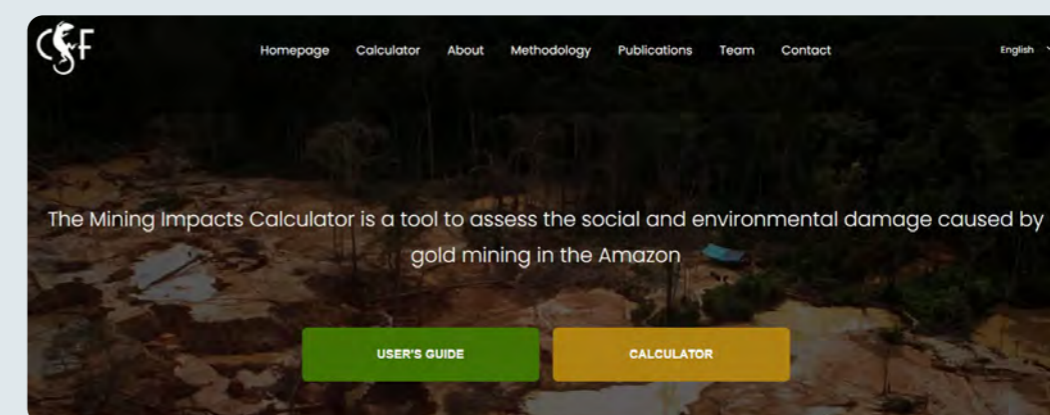 CSF
Homepage Calculator About Methodology Publications Team Contact English
The Mining Impacts Calculator is a tool to assess the social and environmental damage caused by
gold mining in the Amazon
USER'S GUIDE CALCULATOR